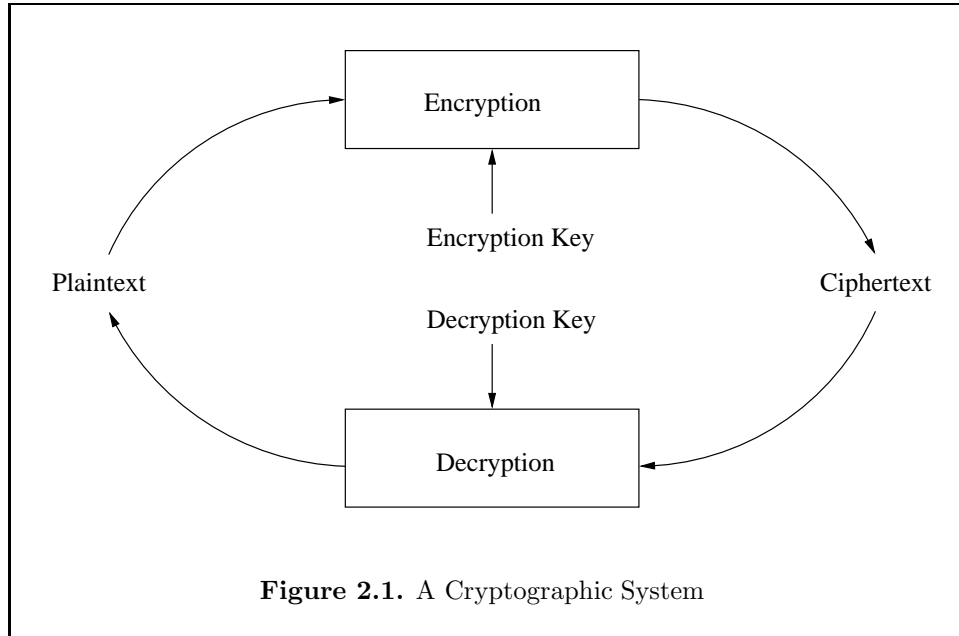 Encryption
Encryption Key
Plaintext
Ciphertext
Decryption Key
Decryption
Figure 2.1. A Cryptographic System